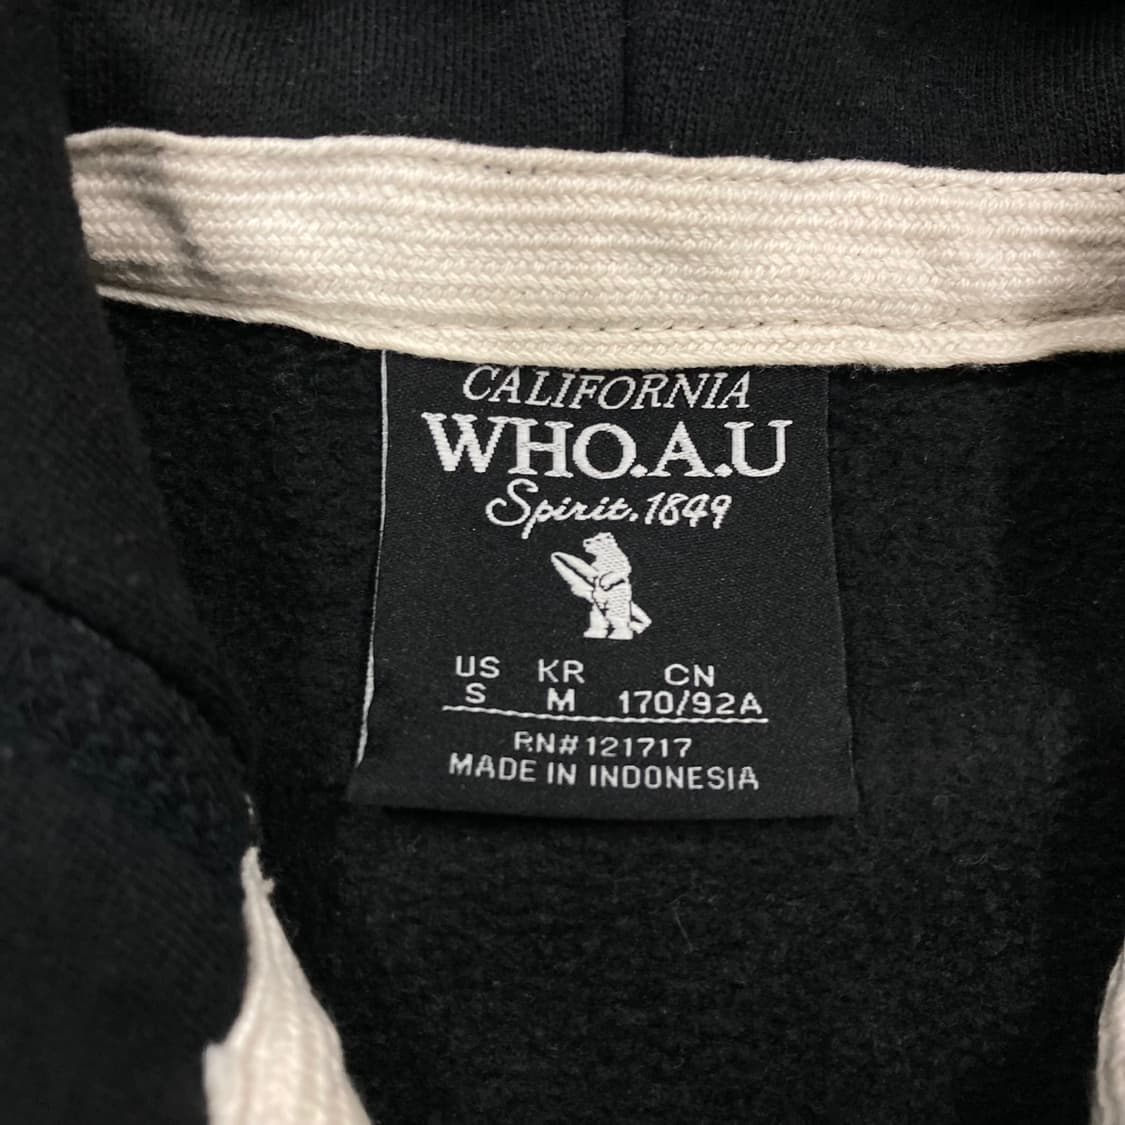 CALIFORNIA
WHO.A.U
Spirit.1849
US KR CN
S M 170/92A
RN#121717
MADE IN INDONESIA